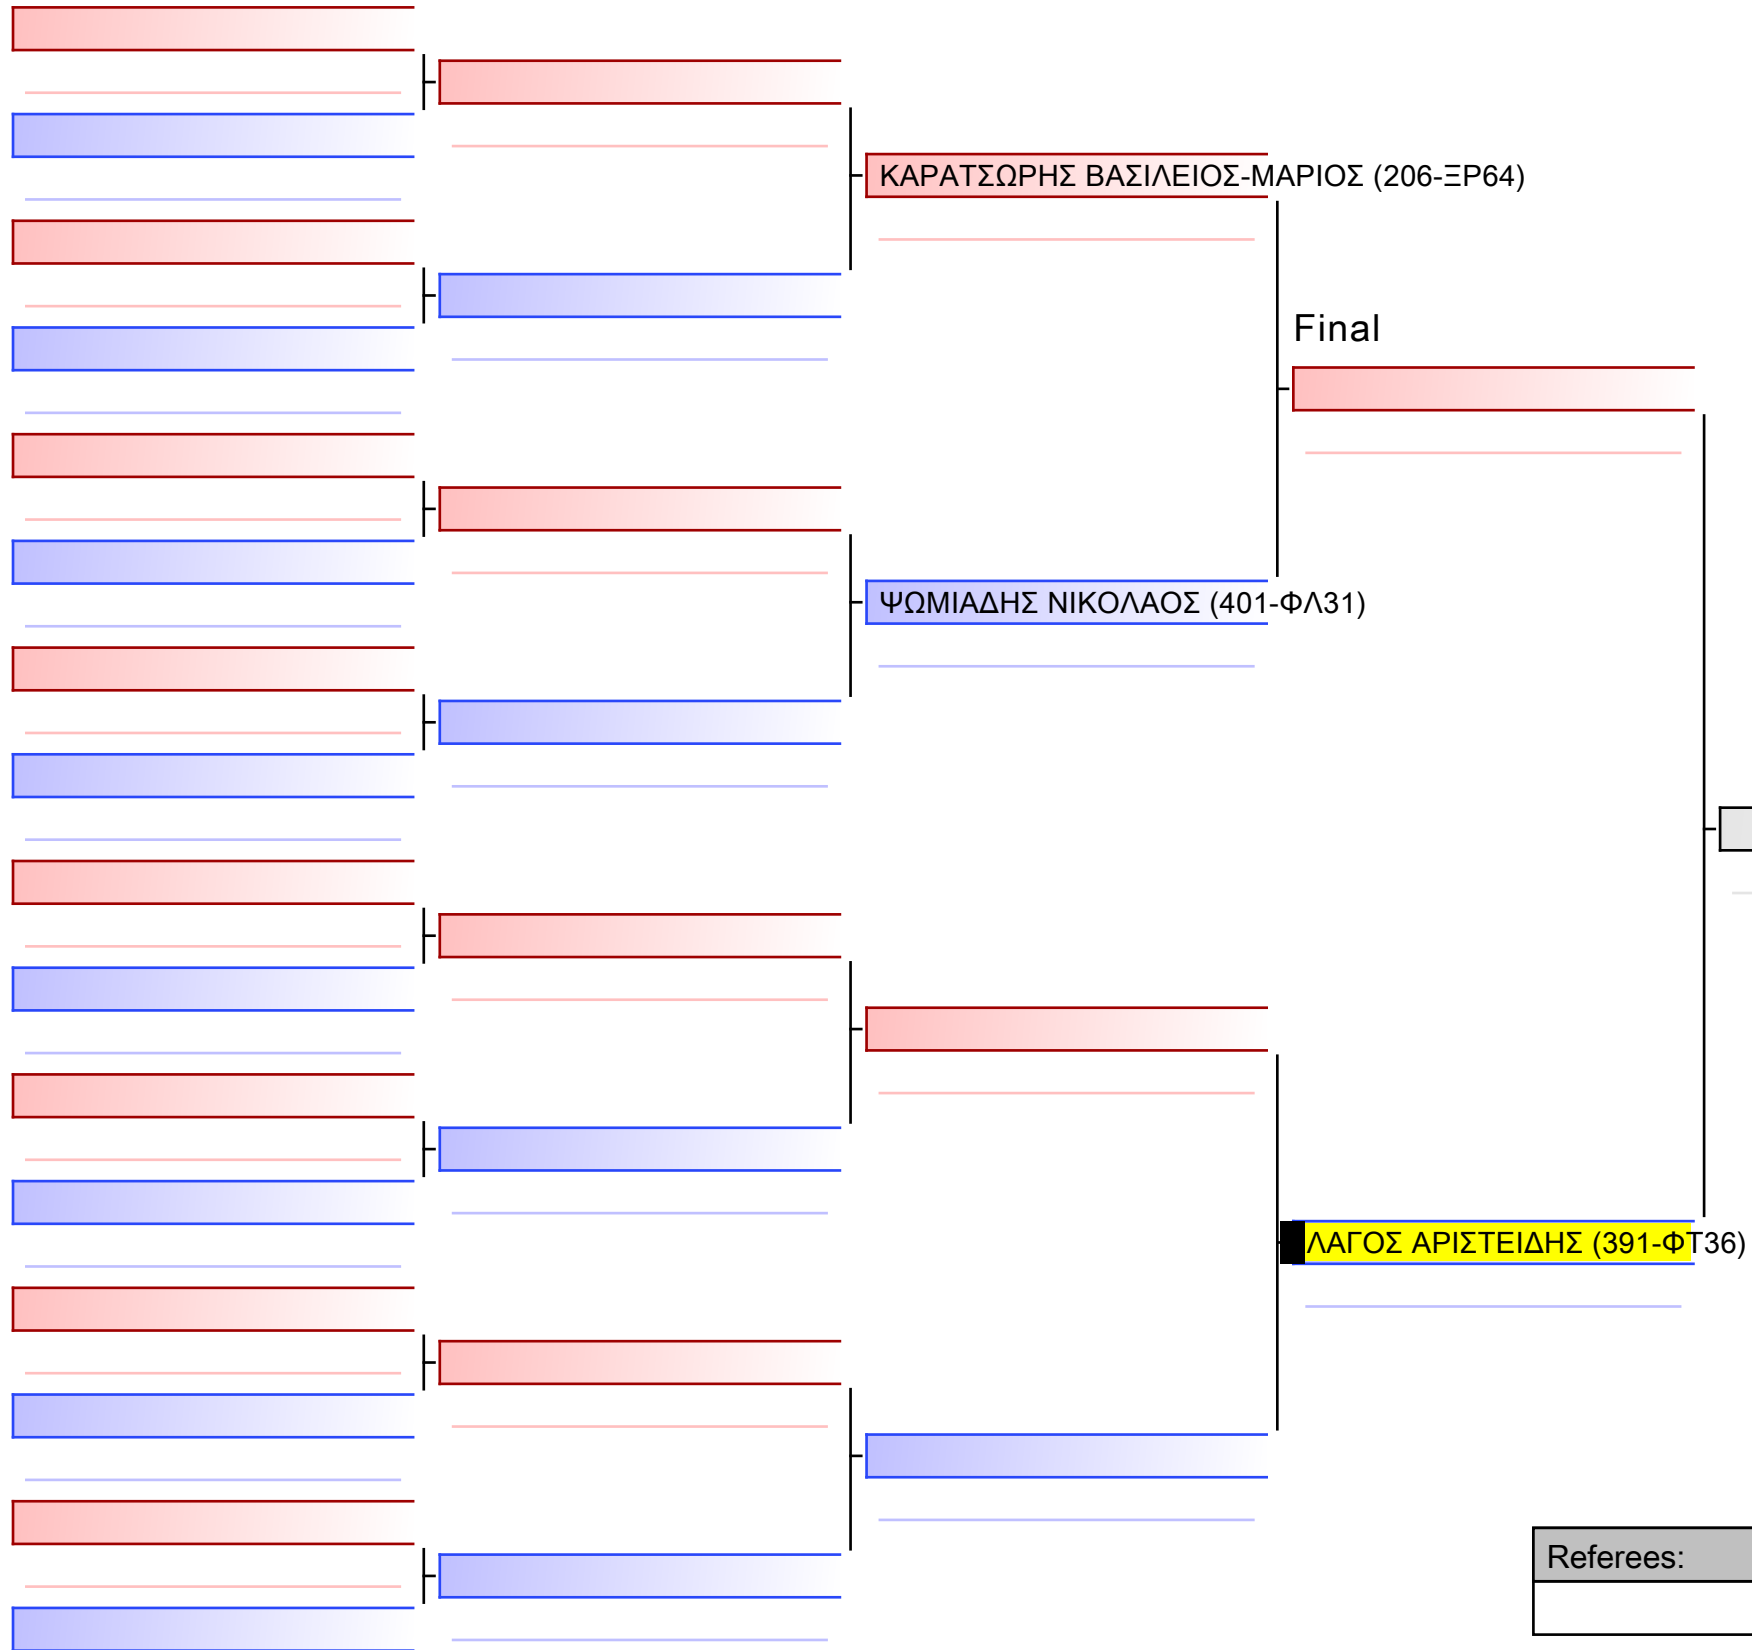 ΚΑΡΑΤΣΩΡΗΣ ΒΑΣΙΛΕΙΟΣ-ΜΑΡΙΟΣ (206-ΞΡ64)
Final
ΨΩΜΙΑΔΗΣ ΝΙΚΟΛΑΟΣ (401-ΦΛ31)
ΛΑΓΟΣ ΑΡΙΣΤΕΙΔΗΣ (391-ΦΤ36)
Referees: